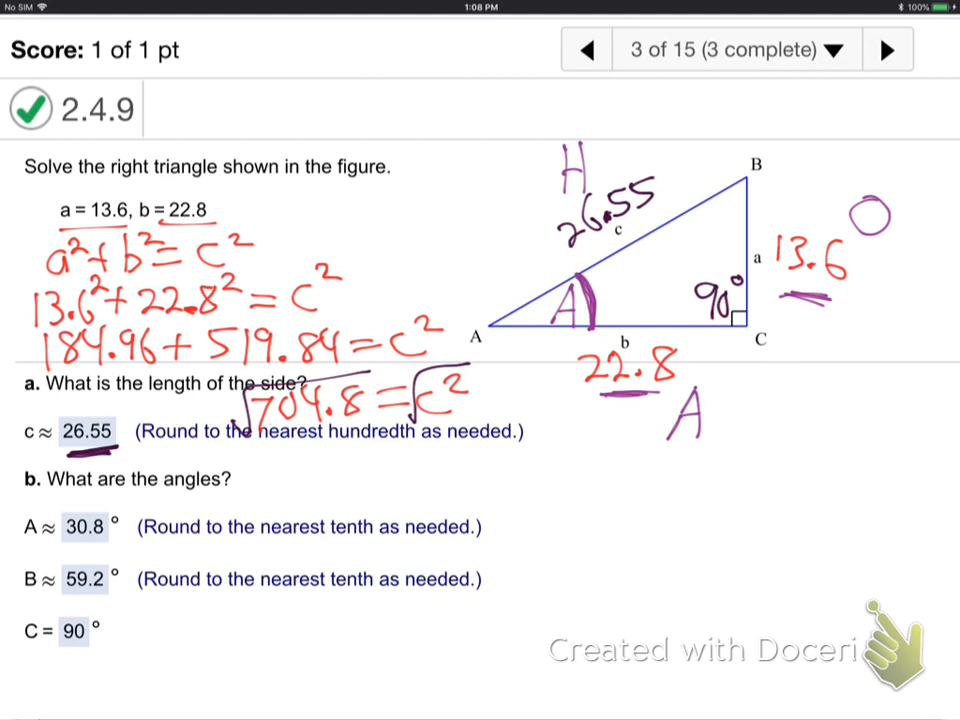 No SIM 1:08 PM 100%
Score: 1 of 1 pt
3 of 15 (3 complete)
2.4.9
Solve the right triangle shown in the figure.
a = 13.6, b = 22.8
a² + b² = c²
13.6² + 22.8² = c²
184.96 + 519.84 = c²
√704.8 = √c²
H
26.55
c
B
O
a
13.6
A
A
90°
C
b
22.8
A
a. What is the length of the side?
c ≈ 26.55 (Round to the nearest hundredth as needed.)
b. What are the angles?
A ≈ 30.8° (Round to the nearest tenth as needed.)
B ≈ 59.2° (Round to the nearest tenth as needed.)
C = 90°
Created with Doceri